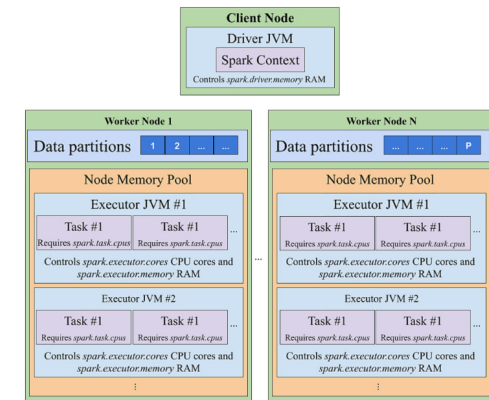 Client Node
Driver JVM
Spark Context
Controls spark.driver.memory RAM
Worker Node 1
Data partitions 1 2 ... ...
Node Memory Pool
Executor JVM #1
Task #1 Task #1 ...
Requires spark.task.cpus Requires spark.task.cpus
Controls spark.executor.cores CPU cores and
spark.executor.memory RAM
Executor JVM #2
Task #1 Task #1 ...
Requires spark.task.cpus Requires spark.task.cpus
Controls spark.executor.cores CPU cores and
spark.executor.memory RAM
⋮
...
Worker Node N
Data partitions ... ... ... P
Node Memory Pool
Executor JVM #1
Task #1 Task #1 ...
Requires spark.task.cpus Requires spark.task.cpus
Controls spark.executor.cores CPU cores and
spark.executor.memory RAM
Executor JVM #2
Task #1 Task #1 ...
Requires spark.task.cpus Requires spark.task.cpus
Controls spark.executor.cores CPU cores and
spark.executor.memory RAM
⋮